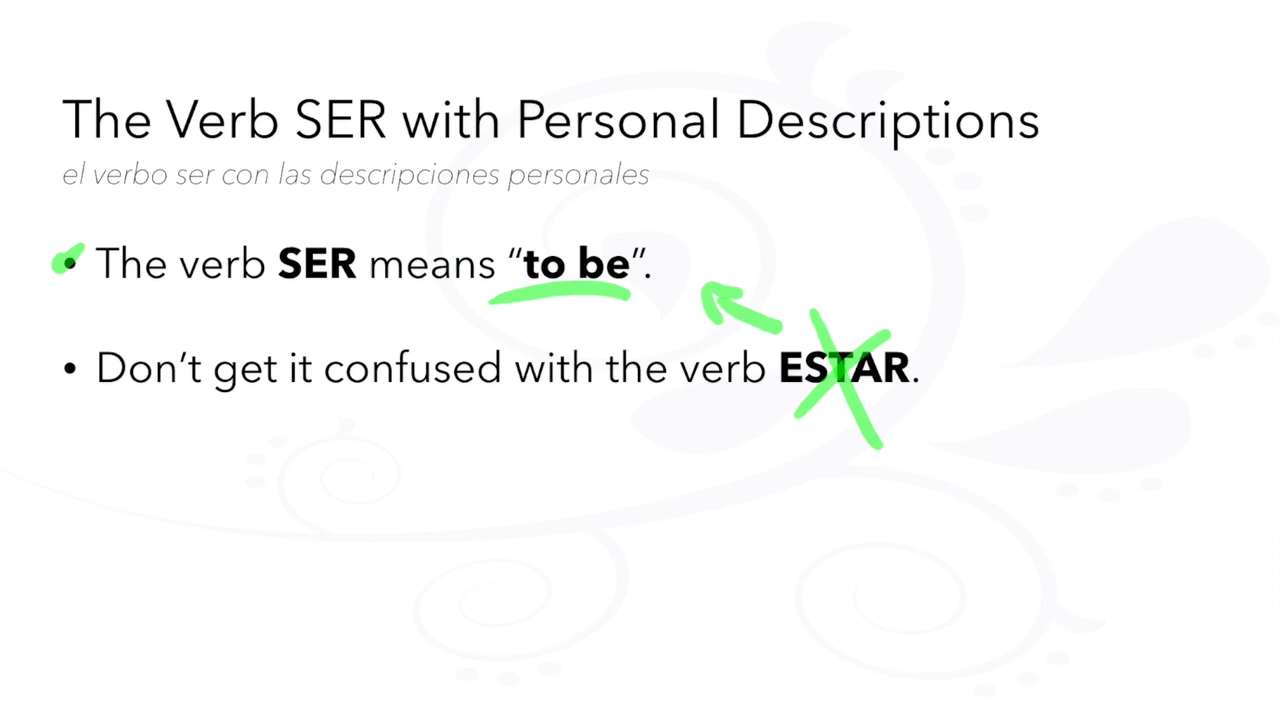 The Verb SER with Personal Descriptions
el verbo ser con las descripciones personales
• The verb SER means “to be”.
• Don’t get it confused with the verb ESTAR.